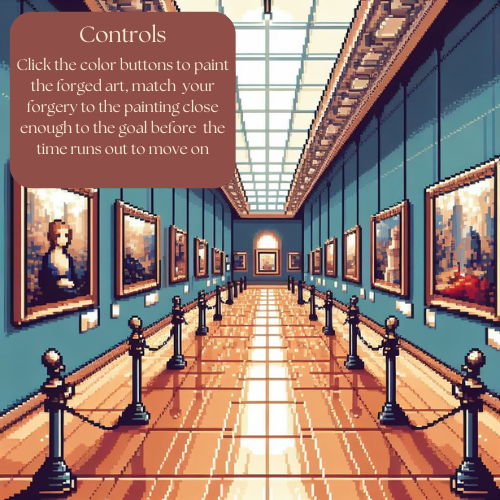 Controls
Click the color buttons to paint
the forged art, match your
forgery to the painting close
enough to the goal before the
time runs out to move on